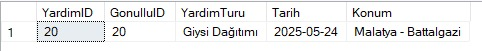 YardimID GonulluID YardimTuru Tarih Konum
1 20 20 Giysi Dağıtımı 2025-05-24 Malatya - Battalgazi